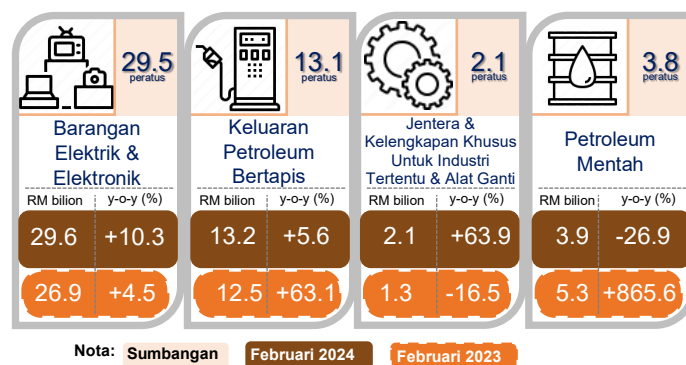 29.5
peratus
Barangan
Elektrik &
Elektronik
RM bilion y-o-y (%)
29.6 +10.3
26.9 +4.5
13.1
peratus
Keluaran
Petroleum
Bertapis
RM bilion y-o-y (%)
13.2 +5.6
12.5 +63.1
2.1
peratus
Jentera &
Kelengkapan Khusus
Untuk Industri
Tertentu & Alat Ganti
RM bilion y-o-y (%)
2.1 +63.9
1.3 -16.5
3.8
peratus
Petroleum
Mentah
RM bilion y-o-y (%)
3.9 -26.9
5.3 +865.6
Nota: Sumbangan Februari 2024 Februari 2023